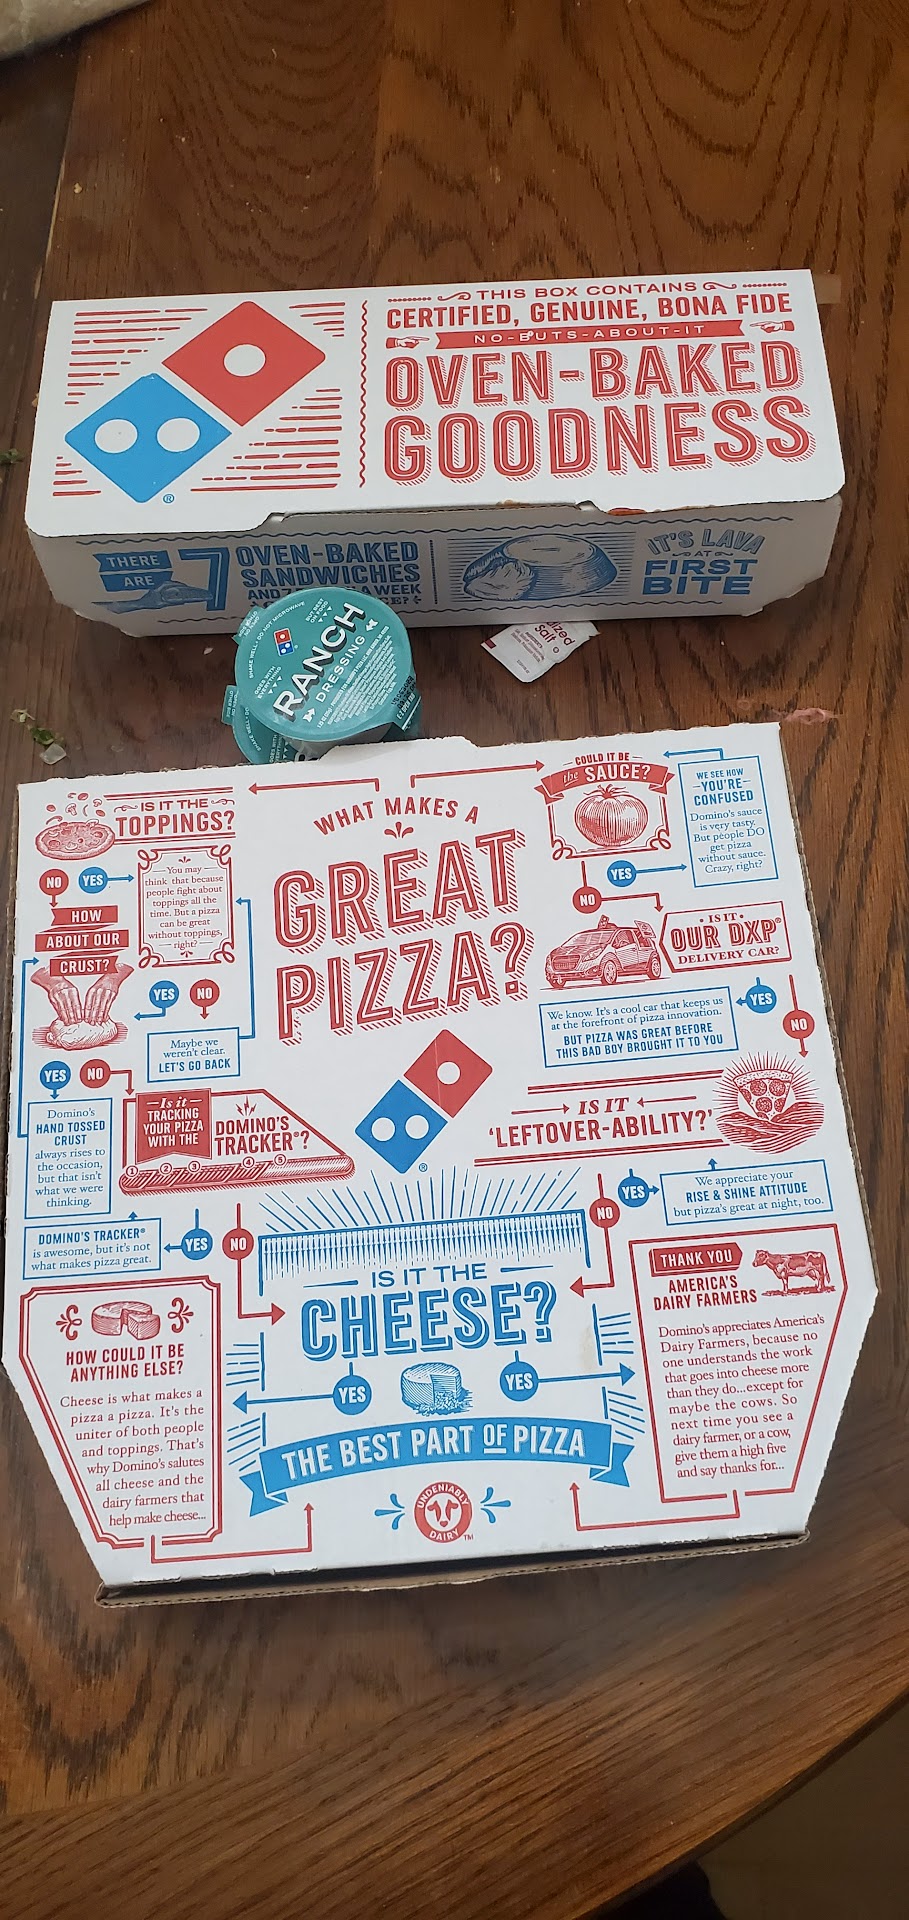 THIS BOX CONTAINS
CERTIFIED, GENUINE, BONA FIDE
NO-BUTS-ABOUT-IT
OVEN-BAKED
GOODNESS
®
THERE
ARE
7
OVEN-BAKED
SANDWICHES
AND 7
A WEEK
IT'S LAVA
AT
FIRST
BITE
SHAKE WELL • DO NOT MICROWAVE
GOES WITH
EVERYTHING
RANCH
DRESSING
Salt
WHAT MAKES A
GREAT
PIZZA?
®
IS IT THE
TOPPINGS?
NO
YES
You may
think that because
people fight about
toppings all the
time. But a pizza
can be great
without toppings,
right?
HOW
ABOUT OUR
CRUST?
YES
NO
Maybe we
weren't clear.
LET'S GO BACK
YES
NO
Domino's
HAND TOSSED
CRUST
always rises to
the occasion,
but that isn't
what we were
thinking.
Is it
TRACKING
YOUR PIZZA
WITH THE
DOMINO'S
TRACKER®?
1 2 3 4 5
DOMINO'S TRACKER®
is awesome, but it's not
what makes pizza great.
YES
NO
COULD IT BE
the SAUCE?
WE SEE HOW
YOU'RE
CONFUSED
Domino's sauce
is very tasty.
But people DO
get pizza
without sauce.
Crazy, right?
YES
NO
IS IT
OUR DXP®
DELIVERY CAR?
We know. It's a cool car that keeps us
at the forefront of pizza innovation.
BUT PIZZA WAS GREAT BEFORE
THIS BAD BOY BROUGHT IT TO YOU
YES
NO
IS IT
'LEFTOVER-ABILITY?'
NO
YES
We appreciate your
RISE & SHINE ATTITUDE
but pizza's great at night, too.
IS IT THE
CHEESE?
YES
YES
THE BEST PART OF PIZZA
UNDENIABLY
DAIRY
TM
HOW COULD IT BE
ANYTHING ELSE?
Cheese is what makes a
pizza a pizza. It's the
uniter of both people
and toppings. That's
why Domino's salutes
all cheese and the
dairy farmers that
help make cheese...
THANK YOU
AMERICA'S
DAIRY FARMERS
Domino's appreciates America's
Dairy Farmers, because no
one understands the work
that goes into cheese more
than they do...except for
maybe the cows. So
next time you see a
dairy farmer, or a cow,
give them a high five
and say thanks for...